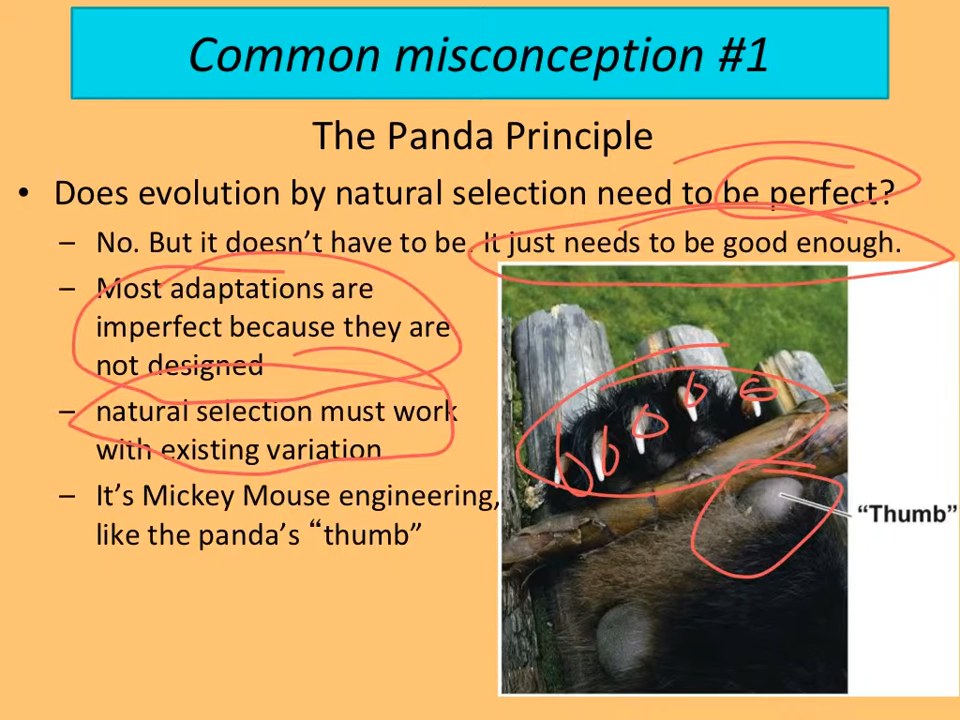 Common misconception #1
The Panda Principle
• Does evolution by natural selection need to be perfect?
– No. But it doesn't have to be. It just needs to be good enough.
– Most adaptations are
imperfect because they are
not designed
– natural selection must work
with existing variation
– It's Mickey Mouse engineering,
like the panda's “thumb”
“Thumb”